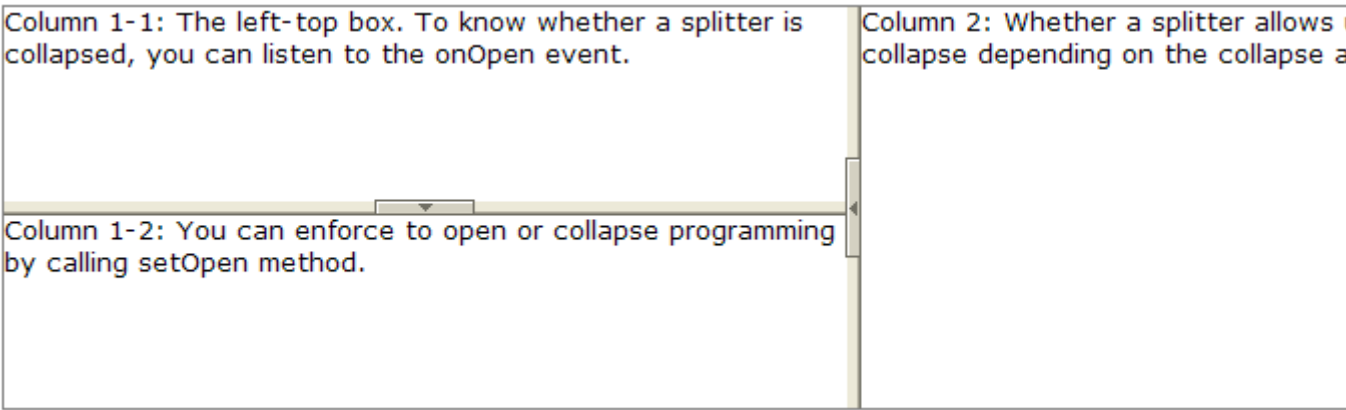 Column 1-1: The left-top box. To know whether a splitter is
collapsed, you can listen to the onOpen event.
Column 1-2: You can enforce to open or collapse programming
by calling setOpen method.
Column 2: Whether a splitter allows
collapse depending on the collapse